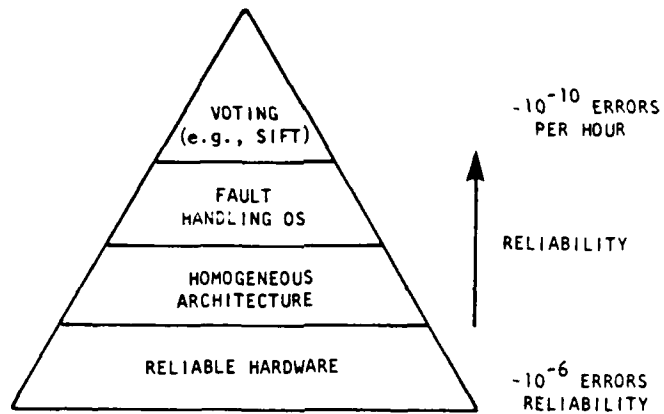 VOTING
(e.g., SIFT)
FAULT
HANDLING OS
HOMOGENEOUS
ARCHITECTURE
RELIABLE HARDWARE
~10^-10 ERRORS
PER HOUR
RELIABILITY
~10^-6 ERRORS
RELIABILITY